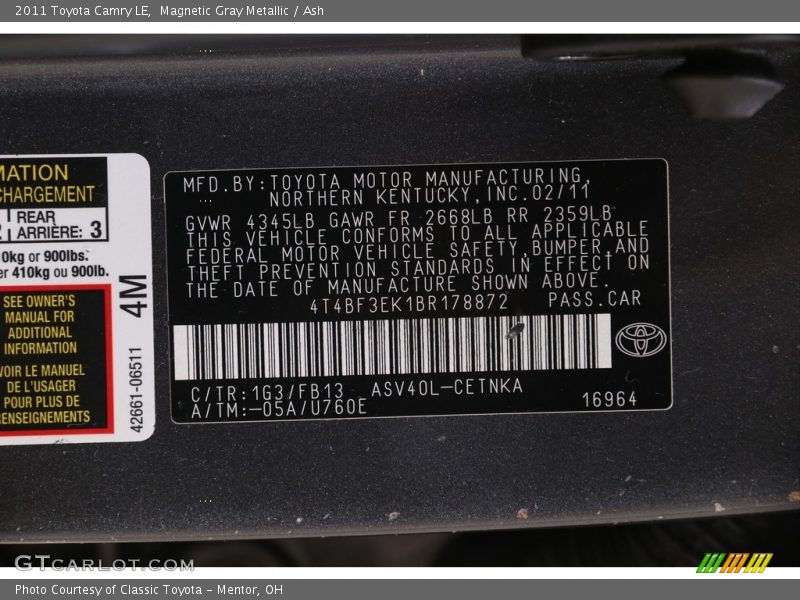 2011 Toyota Camry LE,  Magnetic Gray Metallic / Ash
MATION
CHARGEMENT
REAR
ARRIÈRE: 3
0kg or 900lbs.
er 410kg ou 900lb.
SEE OWNER'S
MANUAL FOR
ADDITIONAL
INFORMATION
VOIR LE MANUEL
DE L'USAGER
POUR PLUS DE
RENSEIGNEMENTS
4M
42661-06511
MFD.BY:TOYOTA MOTOR MANUFACTURING,
NORTHERN KENTUCKY,INC.02/11
GVWR 4345LB GAWR FR 2668LB RR 2359LB
THIS VEHICLE CONFORMS TO ALL APPLICABLE
FEDERAL MOTOR VEHICLE SAFETY,BUMPER,AND
THEFT PREVENTION STANDARDS IN EFFECT ON
THE DATE OF MANUFACTURE SHOWN ABOVE.
4T4BF3EK1BR178872 PASS.CAR
C/TR:1G3/FB13 ASV40L-CETNKA
A/TM:-05A/U760E
16964
GTCARLOT.COM
Photo Courtesy of Classic Toyota - Mentor, OH